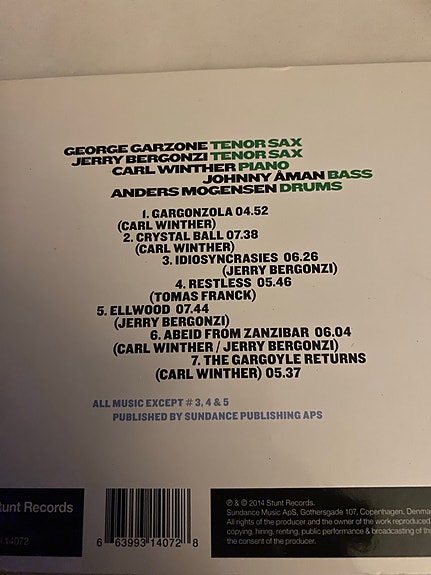 GEORGE GARZONE TENOR SAX
JERRY BERGONZI TENOR SAX
CARL WINTHER PIANO
JOHNNY ÅMAN BASS
ANDERS MOGENSEN DRUMS
1. GARGONZOLA 04.52
(CARL WINTHER)
2. CRYSTAL BALL 07.38
(CARL WINTHER)
3. IDIOSYNCRASIES 06.26
(JERRY BERGONZI)
4. RESTLESS 05.46
(TOMAS FRANCK)
5. ELLWOOD 07.44
(JERRY BERGONZI)
6. ABEID FROM ZANZIBAR 06.04
(CARL WINTHER / JERRY BERGONZI)
7. THE GARGOYLE RETURNS
(CARL WINTHER) 05.37
ALL MUSIC EXCEPT # 3, 4 & 5
PUBLISHED BY SUNDANCE PUBLISHING APS
Stunt Records
14072
6 63993 14072 8
℗ & © 2014 Stunt Records.
Sundance Music ApS, Gothersgade 107, Copenhagen, Denma
All rights of the producer and the owner of the work reproduced
copying, hiring, renting, public performance & broadcasting of th
the consent of the producer.